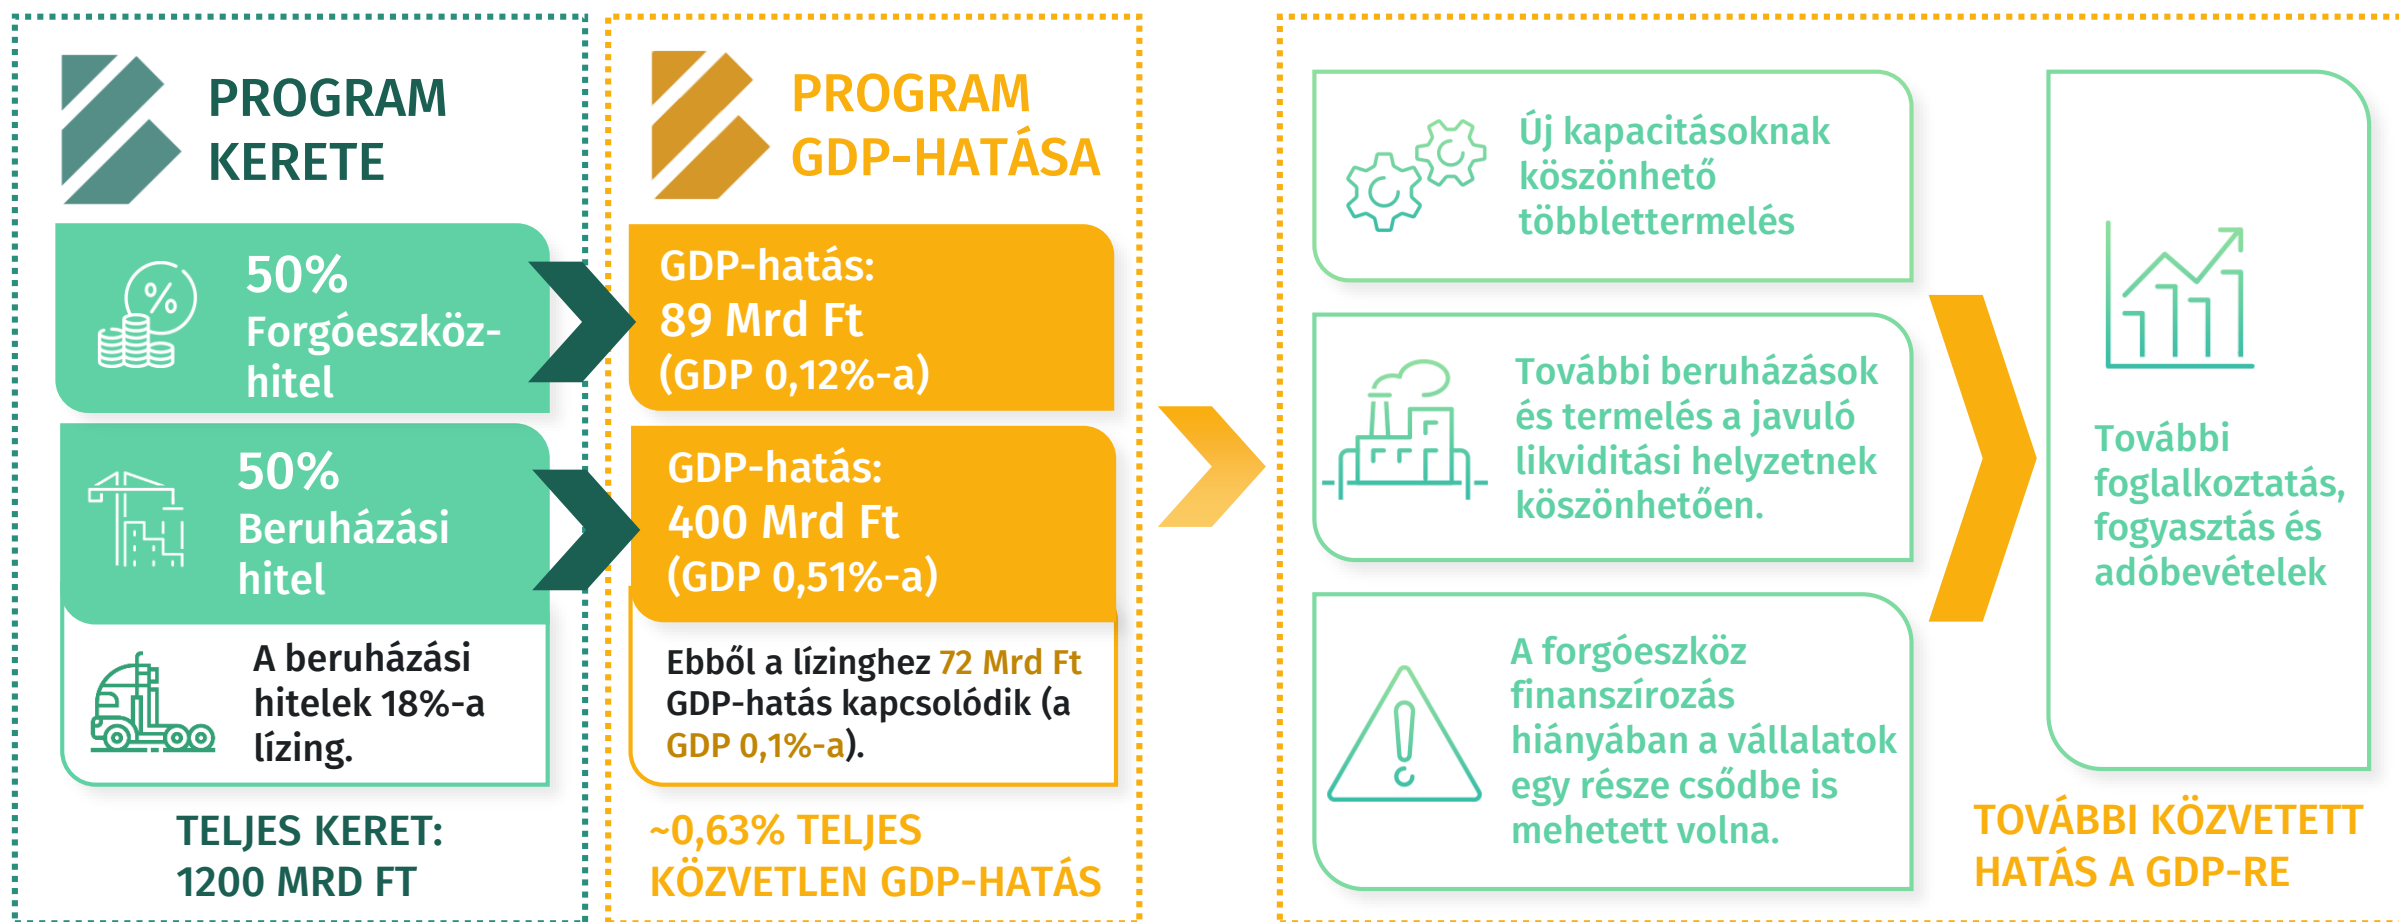 PROGRAM
KERETE
50%
Forgóeszköz-
hitel
50%
Beruházási
hitel
A beruházási
hitelek 18%-a
lízing.
TELJES KERET:
1200 MRD FT
PROGRAM
GDP-HATÁSA
GDP-hatás:
89 Mrd Ft
(GDP 0,12%-a)
GDP-hatás:
400 Mrd Ft
(GDP 0,51%-a)
Ebből a lízinghez 72 Mrd Ft
GDP-hatás kapcsolódik (a
GDP 0,1%-a).
~0,63% TELJES
KÖZVETLEN GDP-HATÁS
Új kapacitásoknak
köszönhető
többlettermelés
További beruházások
és termelés a javuló
likviditási helyzetnek
köszönhetően.
A forgóeszköz
finanszírozás
hiányában a vállalatok
egy része csődbe is
mehetett volna.
További
foglalkoztatás,
fogyasztás és
adóbevételek
TOVÁBBI KÖZVETETT
HATÁS A GDP-RE